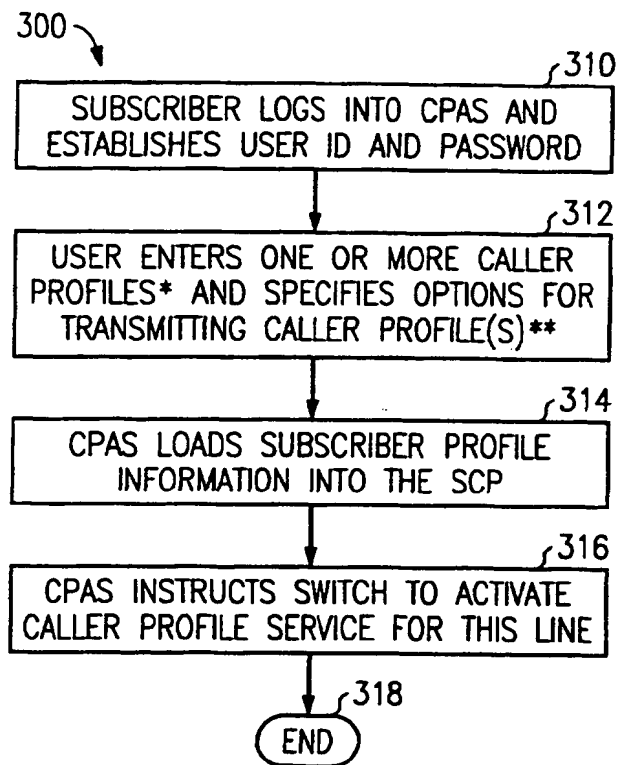 300
310
SUBSCRIBER LOGS INTO CPAS AND
ESTABLISHES USER ID AND PASSWORD
312
USER ENTERS ONE OR MORE CALLER
PROFILES* AND SPECIFIES OPTIONS FOR
TRANSMITTING CALLER PROFILE(S)**
314
CPAS LOADS SUBSCRIBER PROFILE
INFORMATION INTO THE SCP
316
CPAS INSTRUCTS SWITCH TO ACTIVATE
CALLER PROFILE SERVICE FOR THIS LINE
318
END